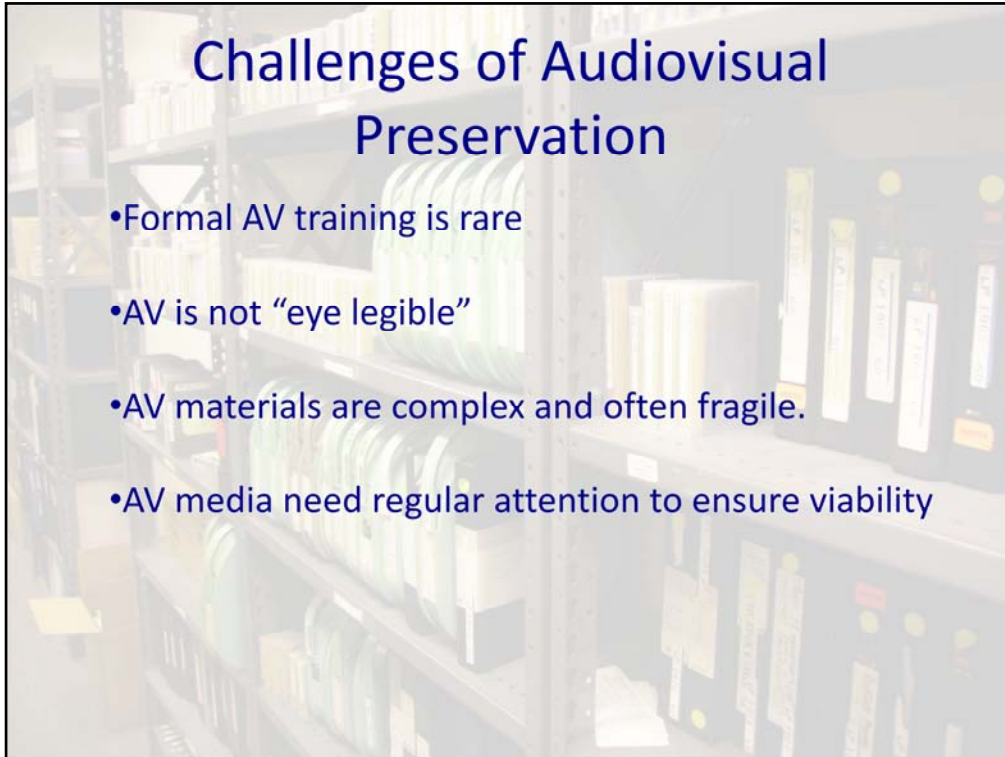 Challenges of Audiovisual
Preservation
•Formal AV training is rare
•AV is not “eye legible”
•AV materials are complex and often fragile.
•AV media need regular attention to ensure viability